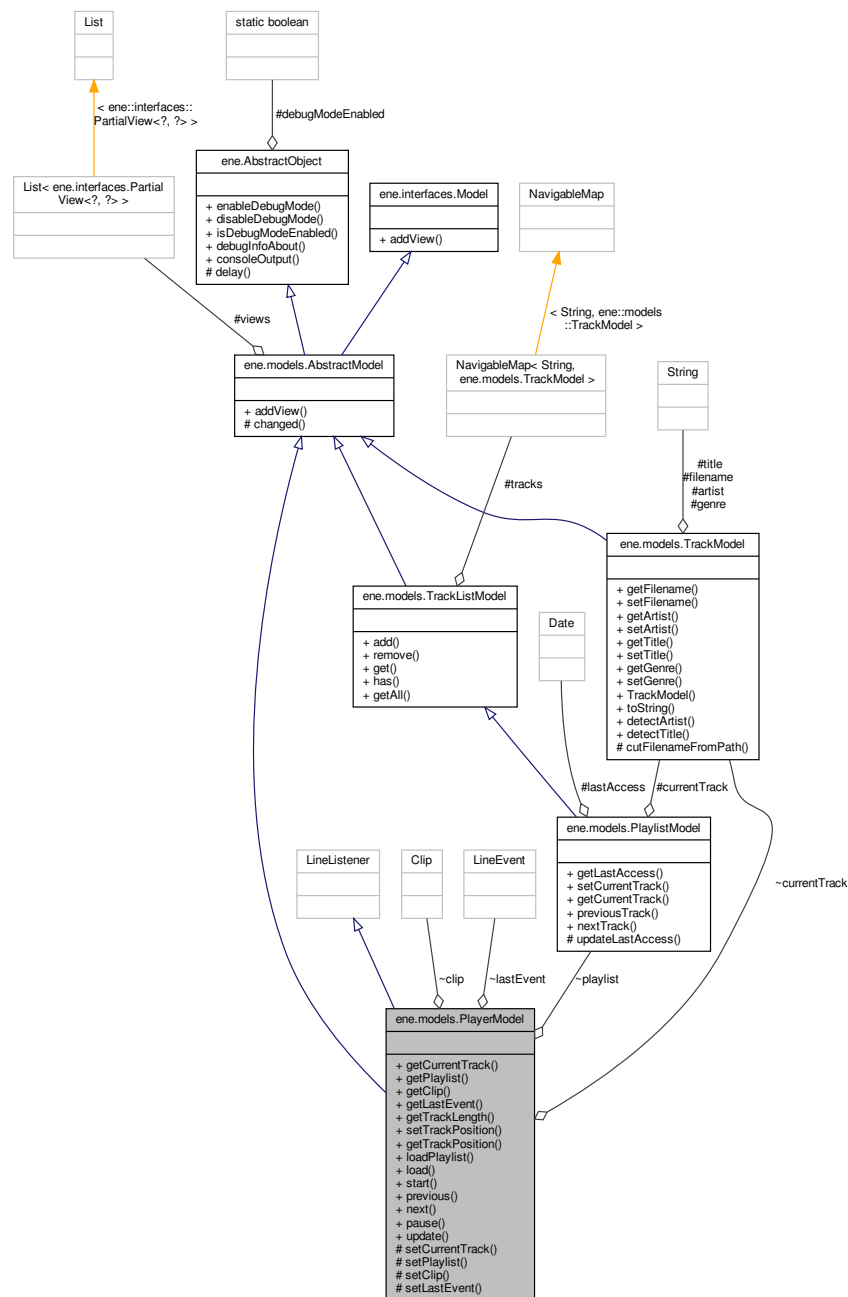 List
static boolean
< ene::interfaces::
PartialView<?, ?> >
#debugModeEnabled
ene.AbstractObject
+ enableDebugMode()
+ disableDebugMode()
+ isDebugModeEnabled()
+ debugInfoAbout()
+ consoleOutput()
# delay()
List< ene.interfaces.Partial
View<?, ?> >
ene.interfaces.Model
+ addView()
NavigableMap
#views
< String, ene::models
::TrackModel >
ene.models.AbstractModel
+ addView()
# changed()
NavigableMap< String,
ene.models.TrackModel >
String
#tracks
#title
#filename
#artist
#genre
ene.models.TrackModel
+ getFilename()
+ setFilename()
+ getArtist()
+ setArtist()
+ getTitle()
+ setTitle()
+ getGenre()
+ setGenre()
+ TrackModel()
+ toString()
+ detectArtist()
+ detectTitle()
# cutFilenameFromPath()
ene.models.TrackListModel
+ add()
+ remove()
+ get()
+ has()
+ getAll()
Date
#lastAccess
#currentTrack
ene.models.PlaylistModel
+ getLastAccess()
+ setCurrentTrack()
+ getCurrentTrack()
+ previousTrack()
+ nextTrack()
# updateLastAccess()
~currentTrack
LineListener
Clip
LineEvent
~clip
~lastEvent
~playlist
ene.models.PlayerModel
+ getCurrentTrack()
+ getPlaylist()
+ getClip()
+ getLastEvent()
+ getTrackLength()
+ setTrackPosition()
+ getTrackPosition()
+ loadPlaylist()
+ load()
+ start()
+ previous()
+ next()
+ pause()
+ update()
# setCurrentTrack()
# setPlaylist()
# setClip()
# setLastEvent()